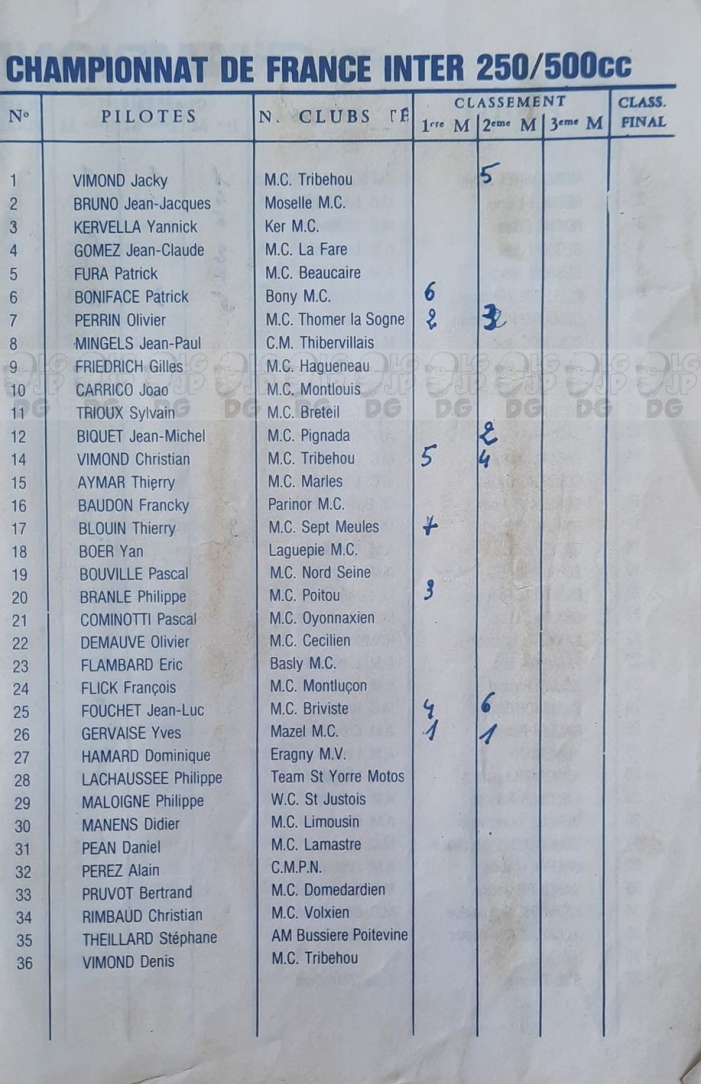 CHAMPIONNAT DE FRANCE INTER 250/500cc
CLASSEMENT CLASS.
N° PILOTES N. CLUBS 1rre M 2eme M 3eme M FINAL
1 VIMOND Jacky M.C. Tribehou 5
2 BRUNO Jean-Jacques Moselle M.C.
3 KERVELLA Yannick Ker M.C.
4 GOMEZ Jean-Claude M.C. La Fare
5 FURA Patrick M.C. Beaucaire
6 BONIFACE Patrick Bony M.C. 6
7 PERRIN Olivier M.C. Thomer la Sogne 2 3
8 MINGELS Jean-Paul C.M. Thibervillais
9 FRIEDRICH Gilles M.C. Hagueneau
10 CARRICO Joao M.C. Montlouis
11 TRIOUX Sylvain M.C. Breteil
12 BIQUET Jean-Michel M.C. Pignada 2
14 VIMOND Christian M.C. Tribehou 5 4
15 AYMAR Thierry M.C. Marles
16 BAUDON Francky Parinor M.C.
17 BLOUIN Thierry M.C. Sept Meules 7
18 BOER Yan Laguepie M.C.
19 BOUVILLE Pascal M.C. Nord Seine
20 BRANLE Philippe M.C. Poitou 3
21 COMINOTTI Pascal M.C. Oyonnaxien
22 DEMAUVE Olivier M.C. Cecilien
23 FLAMBARD Eric Basly M.C.
24 FLICK François M.C. Montluçon
25 FOUCHET Jean-Luc M.C. Briviste 4 6
26 GERVAISE Yves Mazel M.C. 1 1
27 HAMARD Dominique Eragny M.V.
28 LACHAUSSEE Philippe Team St Yorre Motos
29 MALOIGNE Philippe W.C. St Justois
30 MANENS Didier M.C. Limousin
31 PEAN Daniel M.C. Lamastre
32 PEREZ Alain C.M.P.N.
33 PRUVOT Bertrand M.C. Domedardien
34 RIMBAUD Christian M.C. Volxien
35 THEILLARD Stéphane AM Bussiere Poitevine
36 VIMOND Denis M.C. Tribehou